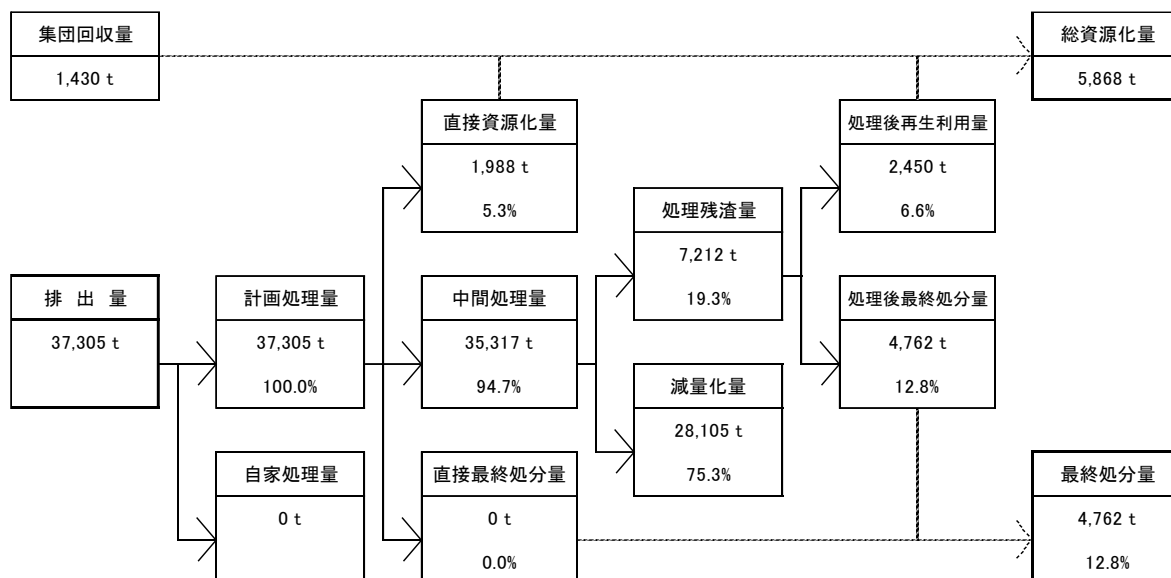 集団回収量
1,430 t
総資源化量
5,868 t
直接資源化量
1,988 t
5.3%
処理後再生利用量
2,450 t
6.6%
処理残渣量
7,212 t
19.3%
排 出 量
37,305 t
計画処理量
37,305 t
100.0%
中間処理量
35,317 t
94.7%
処理後最終処分量
4,762 t
12.8%
減量化量
28,105 t
75.3%
自家処理量
0 t
直接最終処分量
0 t
0.0%
最終処分量
4,762 t
12.8%